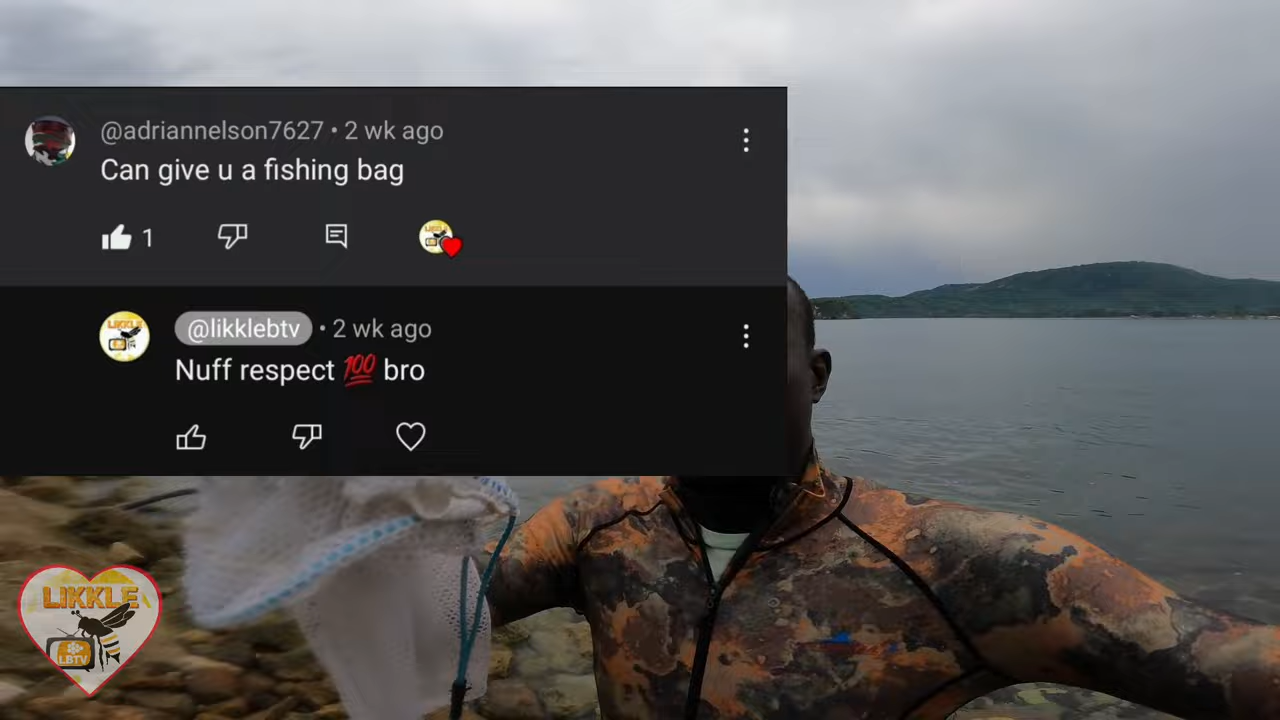 @adriannelson7627 • 2 wk ago
Can give u a fishing bag
1
@likklebtv • 2 wk ago
Nuff respect 💯 bro
LIKKLE
LBTV